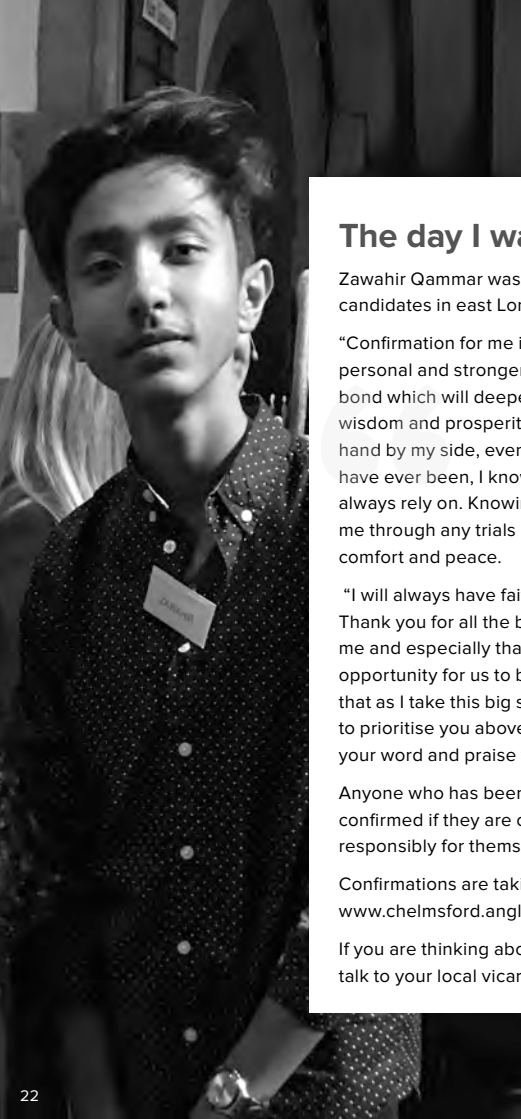 The day I wa
Zawahir Qammar was
candidates in east Lor
“Confirmation for me i
personal and stronger
bond which will deepe
wisdom and prosperit
hand by my side, ever
have ever been, I know
always rely on. Knowi
me through any trials
comfort and peace.
“I will always have fai
Thank you for all the b
me and especially tha
opportunity for us to b
that as I take this big s
to prioritise you above
your word and praise
Anyone who has been
confirmed if they are o
responsibly for thems
Confirmations are taki
www.chelmsford.angl
If you are thinking abo
talk to your local vicar
22